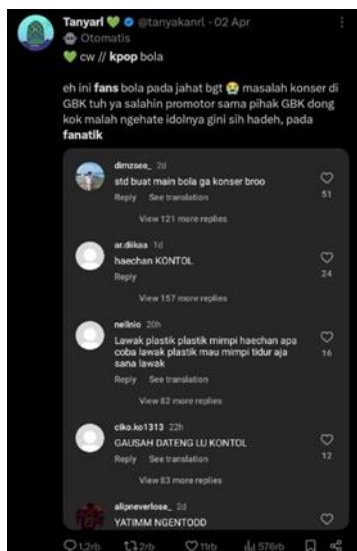 Tanyarl 💚 @tanyakanrl · 02 Apr
Otomatis
💚 cw // kpop bola
eh ini fans bola pada jahat bgt 😭 masalah konser di
GBK tuh ya salahin promotor sama pihak GBK dong
kok malah ngehate idolnya gini sih hadeh, pada
fanatik
dimzsee_ 2d
std buat main bola ga konser broo
51
Reply See translation
View 121 more replies
ar.diikaa 1d
haechan KONTOL
24
Reply
View 157 more replies
nellnio 20h
Lawak plastik plastik mimpi haechan apa
coba lawak plastik mau mimpi tidur aja
sana lawak
16
Reply See translation
View 82 more replies
ciko.ko1313 22h
GAUSAH DATENG LU KONTOL
12
Reply See translation
View 83 more replies
alipneverlose_ 2d
YATIMM NGENTODD
1,2rb 2rb 11rb 576rb